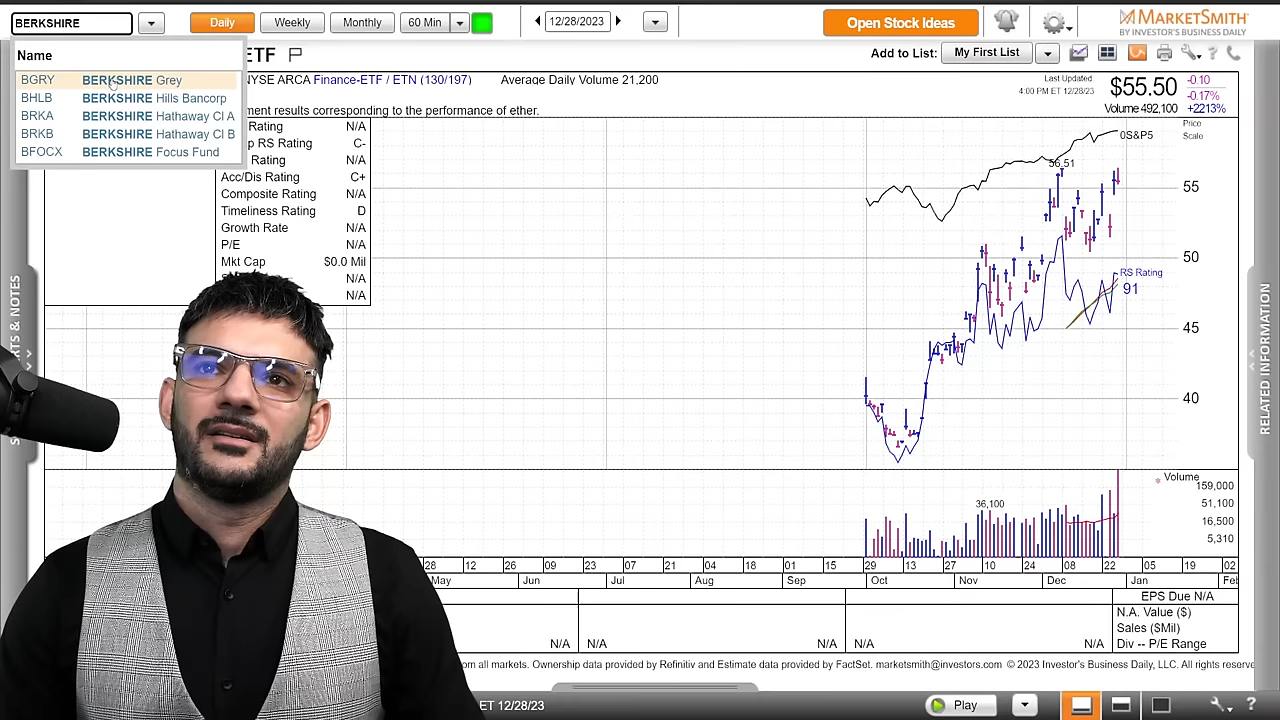 BERKSHIRE
Daily
Weekly
Monthly
60 Min
12/28/2023
Open Stock Ideas
MARKETSMITH
BY INVESTOR'S BUSINESS DAILY
Name
BGRY BERKSHIRE Grey
BHLB BERKSHIRE Hills Bancorp
BRKA BERKSHIRE Hathaway Cl A
BRKB BERKSHIRE Hathaway Cl B
BFOCX BERKSHIRE Focus Fund
ETF
Add to List:
My First List
NYSE ARCA Finance-ETF / ETN (130/197) Average Daily Volume 21,200
Last Updated
4:00 PM ET 12/28/23
$55.50
-0.10
-0.17%
Volume 492,100 +2213%
ment results corresponding to the performance of ether.
Rating N/A
p RS Rating C-
Rating N/A
Acc/Dis Rating C+
Composite Rating N/A
Timeliness Rating D
Growth Rate N/A
P/E N/A
Mkt Cap $0.0 Mil
N/A
N/A
Price
Scale
0S&P5
56.51
55
50
RS Rating
91
45
40
Volume
159,000
51,100
36,100
16,500
5,310
28 12 26 09 23 07 21 04 18 01 15 29 13 27 10 24 08 22 05 19 02
May Jun Jul Aug Sep Oct Nov Dec Jan Feb
EPS Due N/A
N.A. Value ($)
Sales ($Mil)
N/A N/A N/A N/A N/A Div -- P/E Range
om all markets. Ownership data provided by Refinitiv and Estimate data provided by FactSet. marketsmith@investors.com © 2023 Investor's Business Daily, LLC. All rights reserve
ET 12/28/23
Play
RTS & NOTES
RELATED INFORMATION